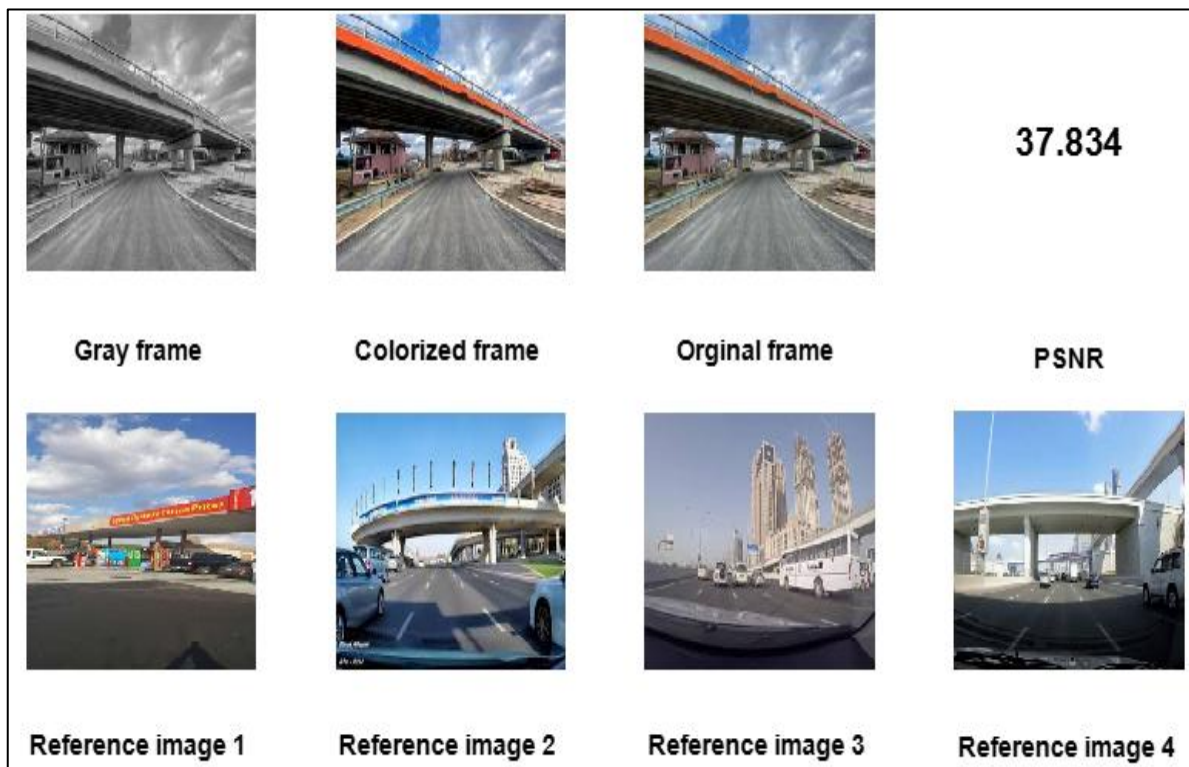 37.834
Gray frame
Colorized frame
Orginal frame
PSNR
Reference image 1
Reference image 2
Reference image 3
Reference image 4